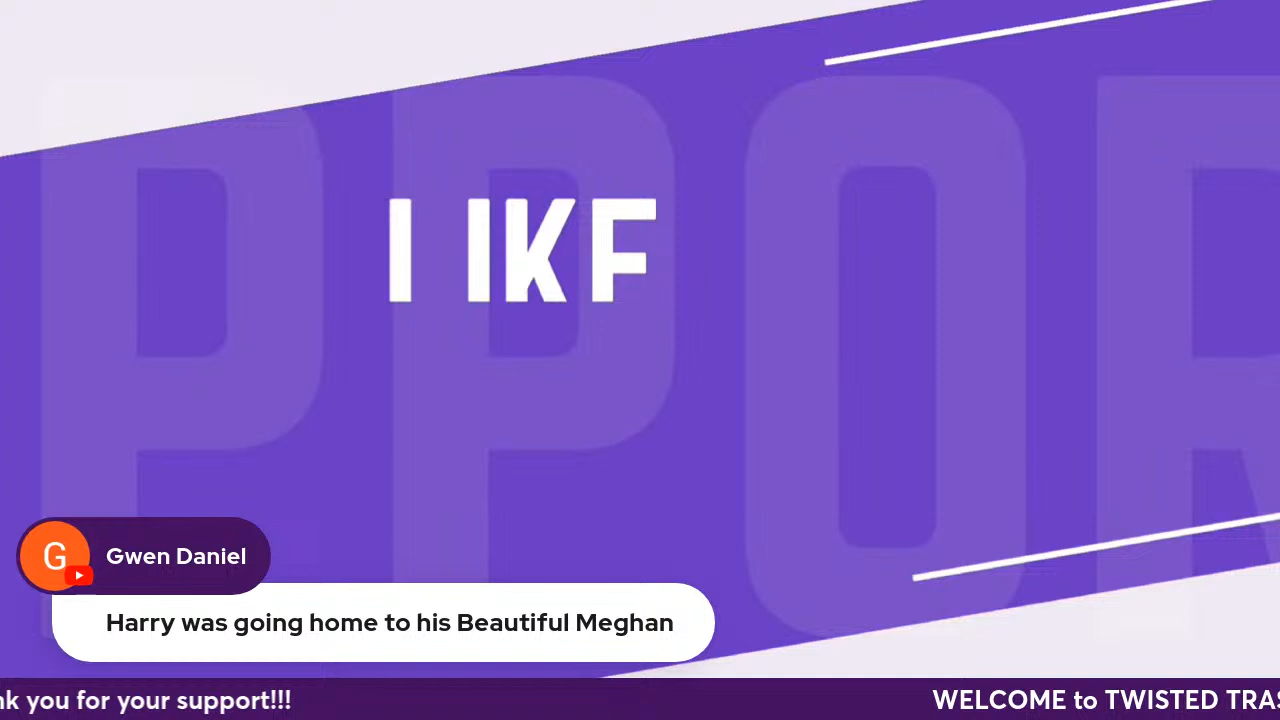 PPOR
I IKF
G
Gwen Daniel
Harry was going home to his Beautiful Meghan
nk you for your support!!! WELCOME to TWISTED TRAS